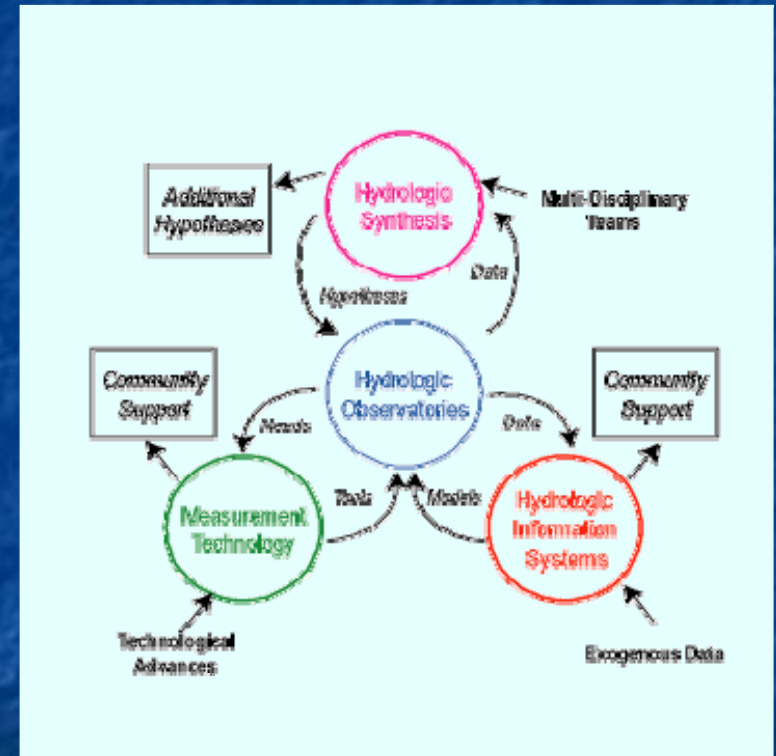 Hydrologic
Synthesis
Additional
Hypotheses
Multi-Disciplinary
Teams
Hypotheses
Data
Hydrologic
Observatories
Community
Support
Community
Support
Needs
Data
Tools
Models
Measurement
Technology
Hydrologic
Information
Systems
Technological
Advances
Exogenous Data